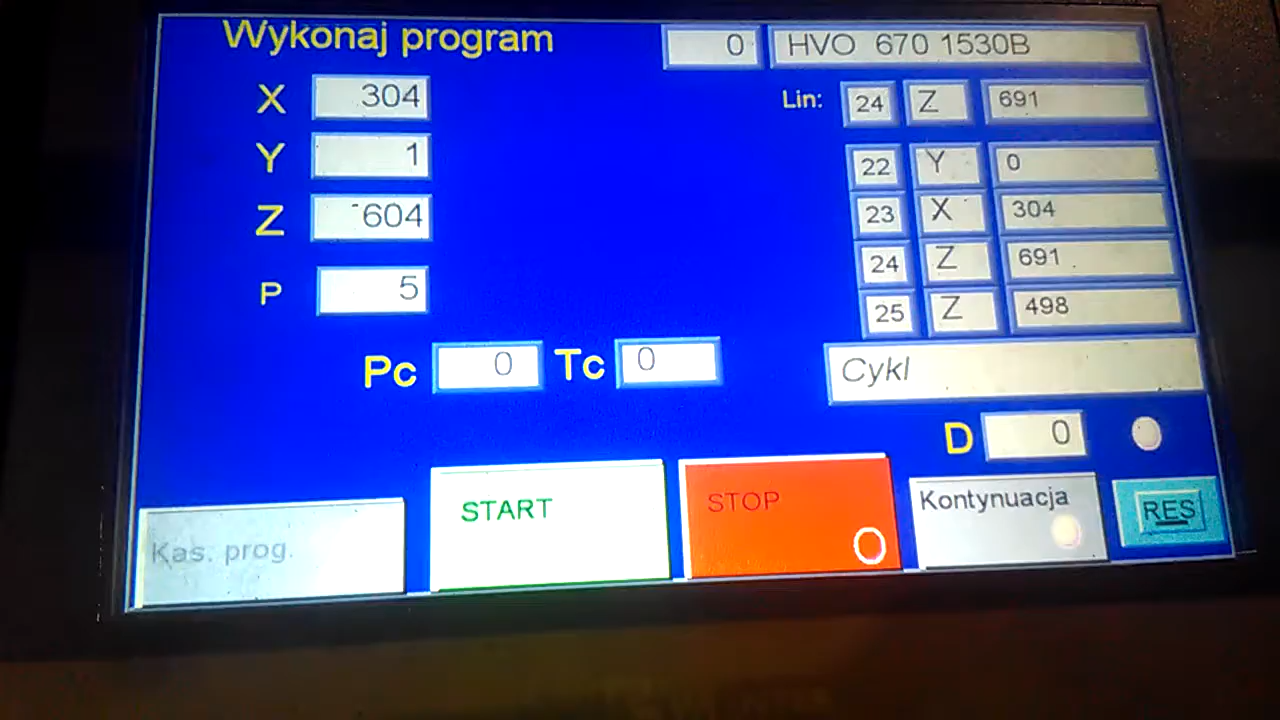 Wykonaj program 0 HVO 670 1530B
X 304 Lin: 24 Z 691
Y 1 22 Y 0
Z -604 23 X 304
24 Z 691
P 5 25 Z 498
Pc 0 Tc 0 Cykl
D 0
Kas. prog. START STOP Kontynuacja RES